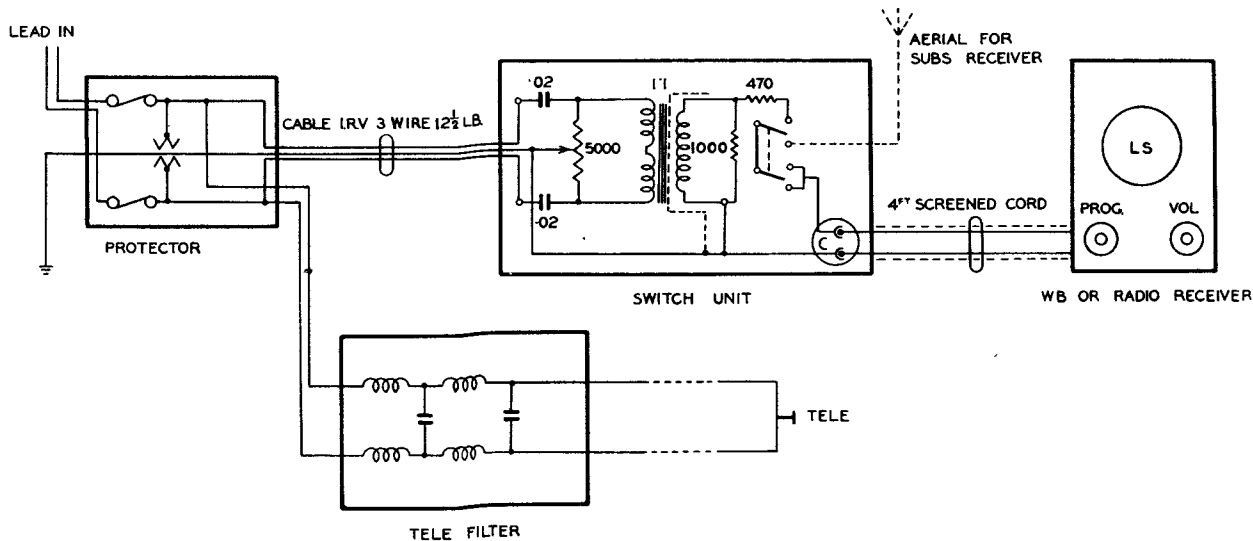 LEAD IN
PROTECTOR
CABLE I.R.V 3 WIRE 12½ LB.
·02
5000
·02
1:1
1000
470
C
SWITCH UNIT
AERIAL FOR
SUBS RECEIVER
4FT SCREENED CORD
LS
PROG.
VOL
WB OR RADIO RECEIVER
TELE
TELE FILTER